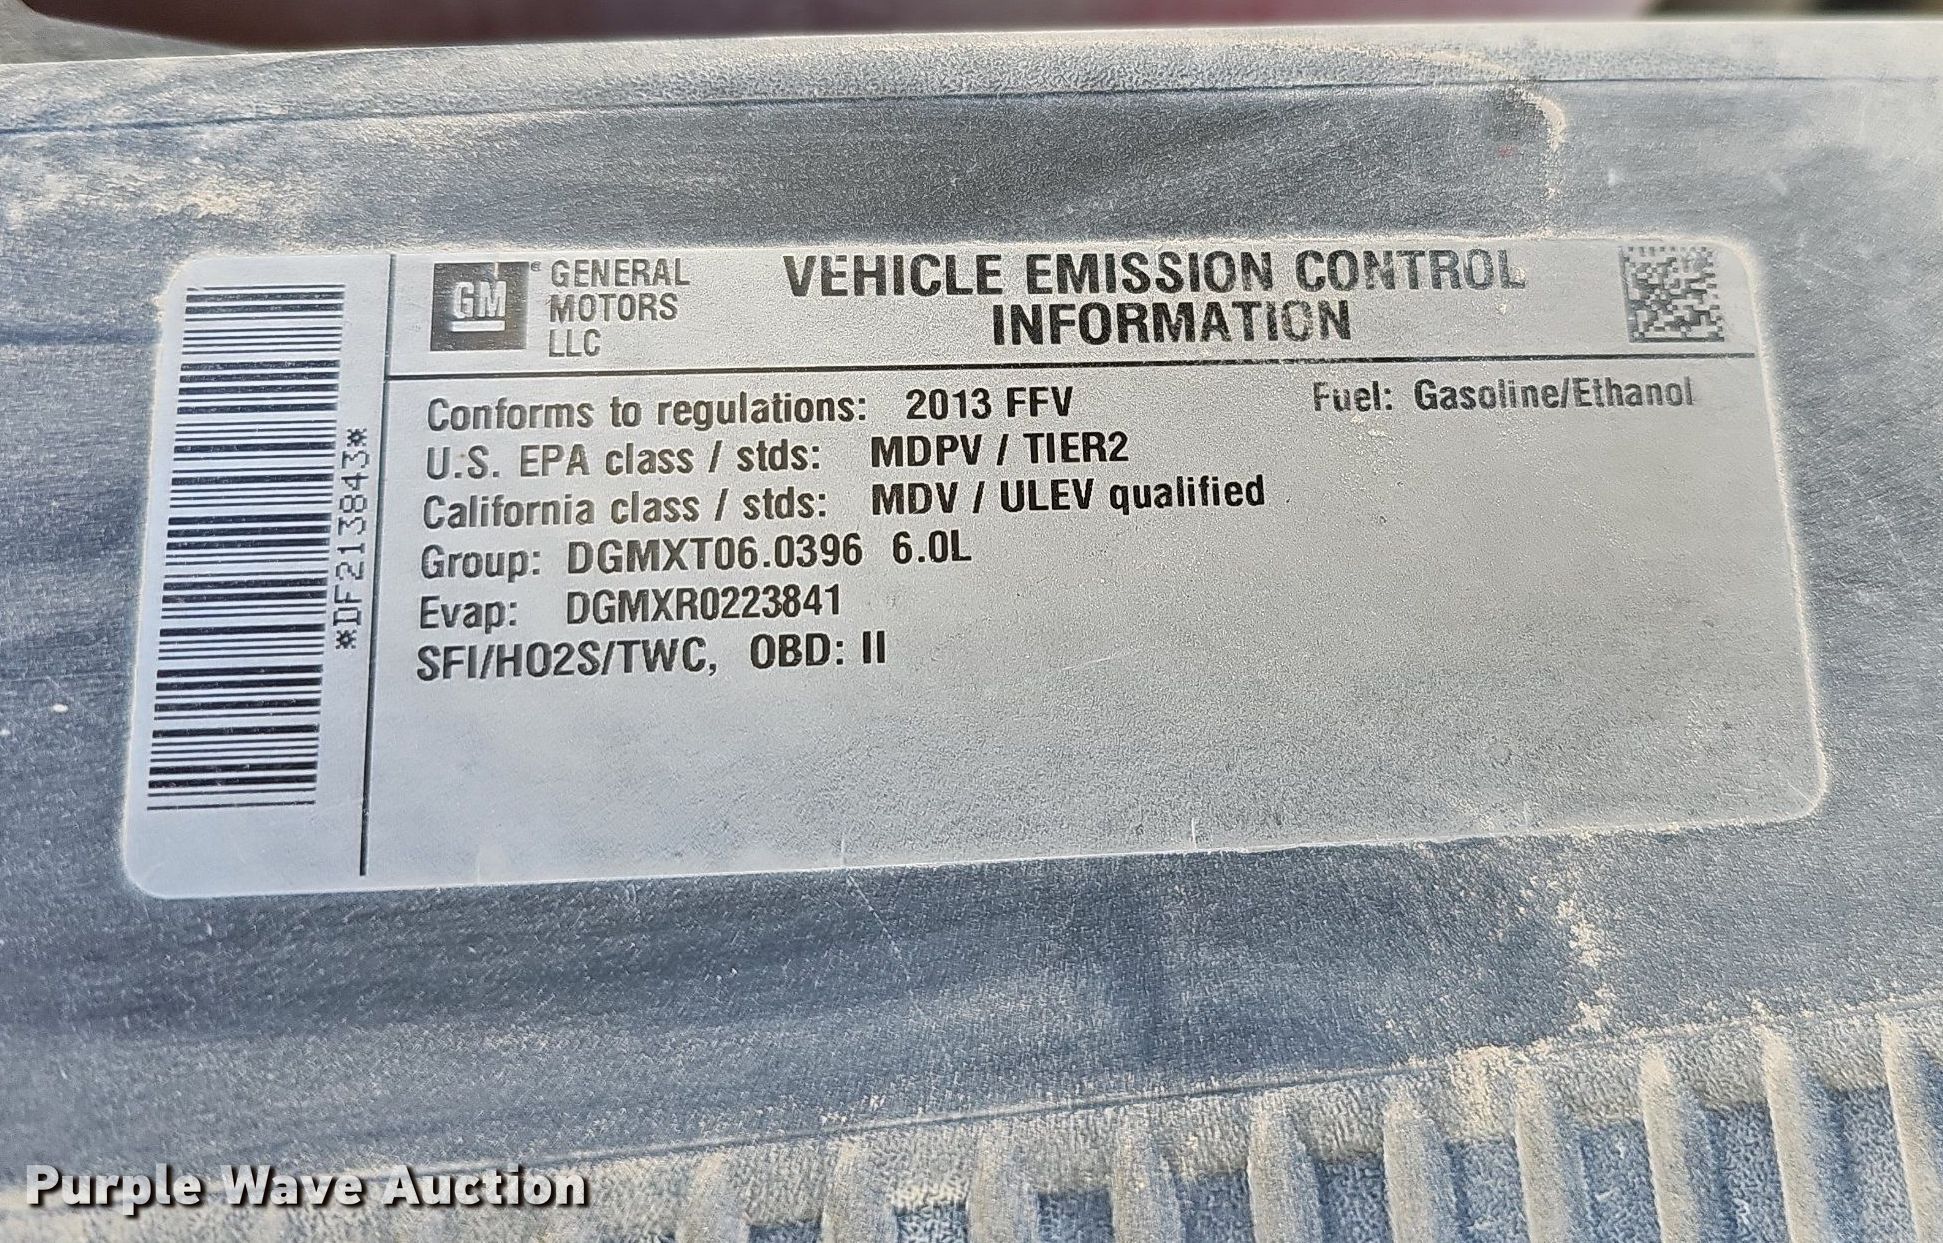 *DF213843*
GM
GENERAL
MOTORS
LLC
VEHICLE EMISSION CONTROL
INFORMATION
Conforms to regulations: 2013 FFV
Fuel: Gasoline/Ethanol
U.S. EPA class / stds: MDPV / TIER2
California class / stds: MDV / ULEV qualified
Group: DGMXT06.0396 6.0L
Evap: DGMXR0223841
SFI/HO2S/TWC, OBD: II
Purple Wave Auction